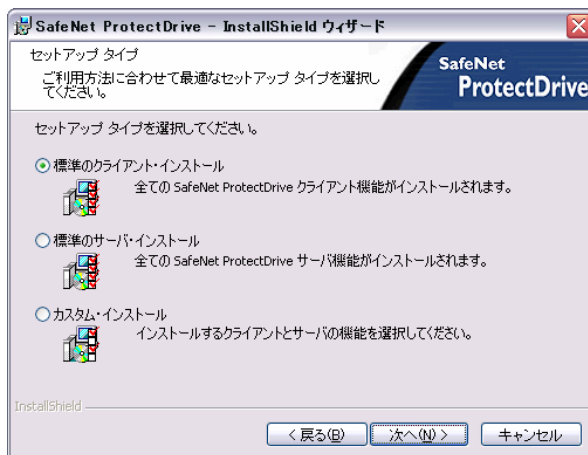 SafeNet ProtectDrive - InstallShield ウィザード
セットアップ タイプ
ご利用方法に合わせて最適なセットアップ タイプを選択し
てください。
SafeNet
ProtectDrive
セットアップ タイプを選択してください。
標準のクライアント・インストール
全ての SafeNet ProtectDrive クライアント機能がインストールされます。
標準のサーバ・インストール
全ての SafeNet ProtectDrive サーバ機能がインストールされます。
カスタム・インストール
インストールするクライアントとサーバの機能を選択してください。
InstallShield
< 戻る(B)
次へ(N) >
キャンセル